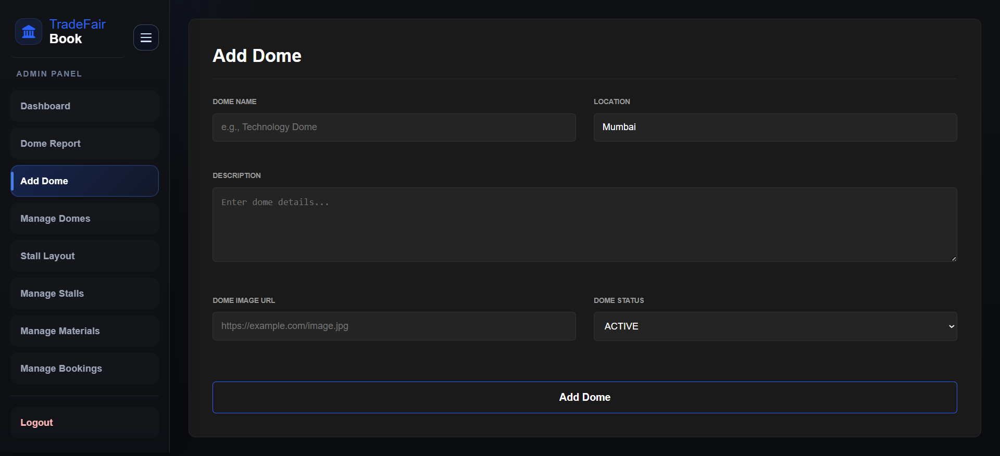 TradeFair
Book
ADMIN PANEL
Dashboard
Dome Report
Add Dome
Manage Domes
Stall Layout
Manage Stalls
Manage Materials
Manage Bookings
Logout
Add Dome
DOME NAME
e.g., Technology Dome
LOCATION
Mumbai
DESCRIPTION
Enter dome details...
DOME IMAGE URL
https://example.com/image.jpg
DOME STATUS
ACTIVE
Add Dome